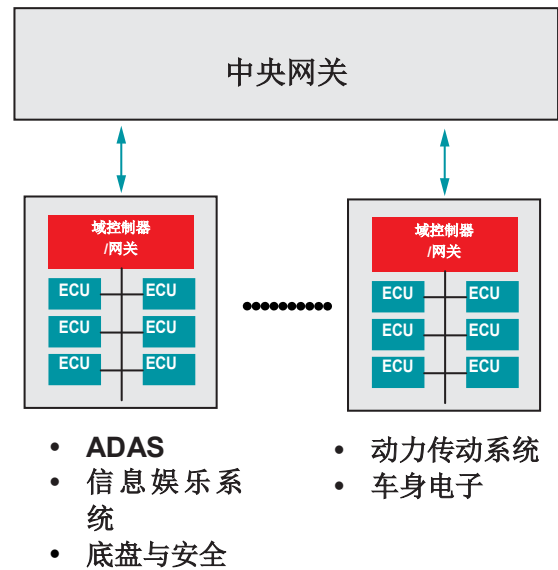 中央网关
域控制器
/网关
ECU ECU
ECU ECU
ECU ECU
域控制器
/网关
ECU ECU
ECU ECU
ECU ECU
• ADAS
• 信息娱乐系
统
• 底盘与安全
• 动力传动系统
• 车身电子